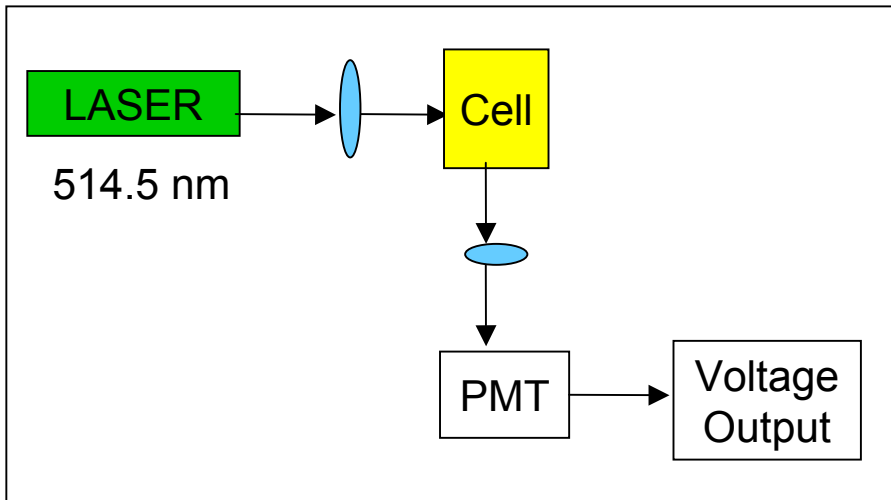 LASER
514.5 nm
Cell
PMT
Voltage
Output